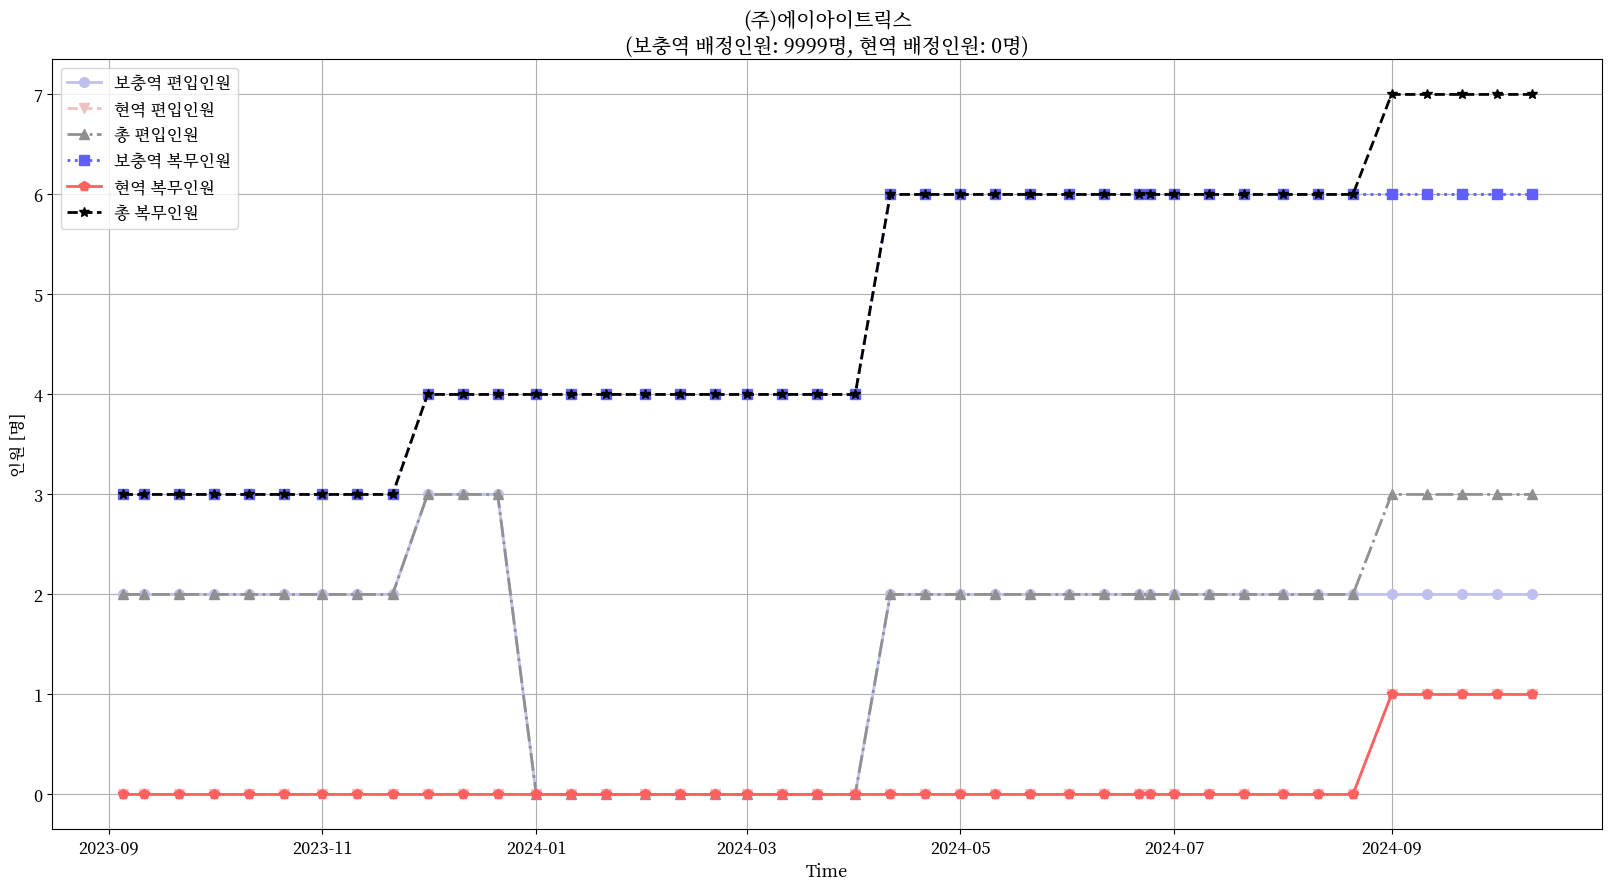 (주)에이아이트릭스
(보충역 배정인원: 9999명, 현역 배정인원: 0명)
보충역 편입인원
현역 편입인원
총 편입인원
보충역 복무인원
현역 복무인원
총 복무인원
인원 [명]
7
6
5
4
3
2
1
0
2023-09
2023-11
2024-01
2024-03
2024-05
2024-07
2024-09
Time